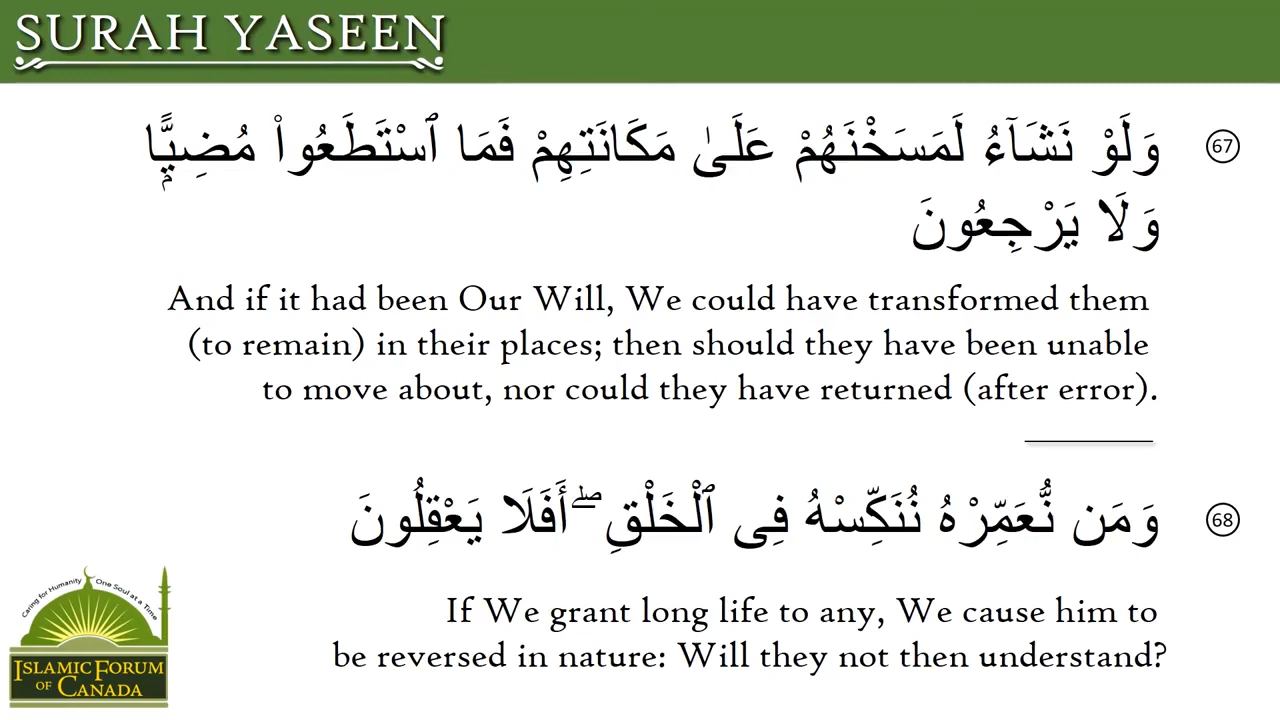 SURAH YASEEN
وَلَوْ نَشَآءُ لَمَسَخْنَهُمْ عَلَىٰ مَكَانَتِهِمْ فَمَا ٱسْتَطَعُوا۟ مُضِيًّۭا
67
وَلَا يَرْجِعُونَ
And if it had been Our Will, We could have transformed them
(to remain) in their places; then should they have been unable
to move about, nor could they have returned (after error).
وَمَن نُّعَمِّرْهُ نُنَكِّسْهُ فِى ٱلْخَلْقِ ۖ أَفَلَا يَعْقِلُونَ
68
If We grant long life to any, We cause him to
be reversed in nature: Will they not then understand?
Caring for Humanity One Soul at a Time
ISLAMIC FORUM
OF CANADA